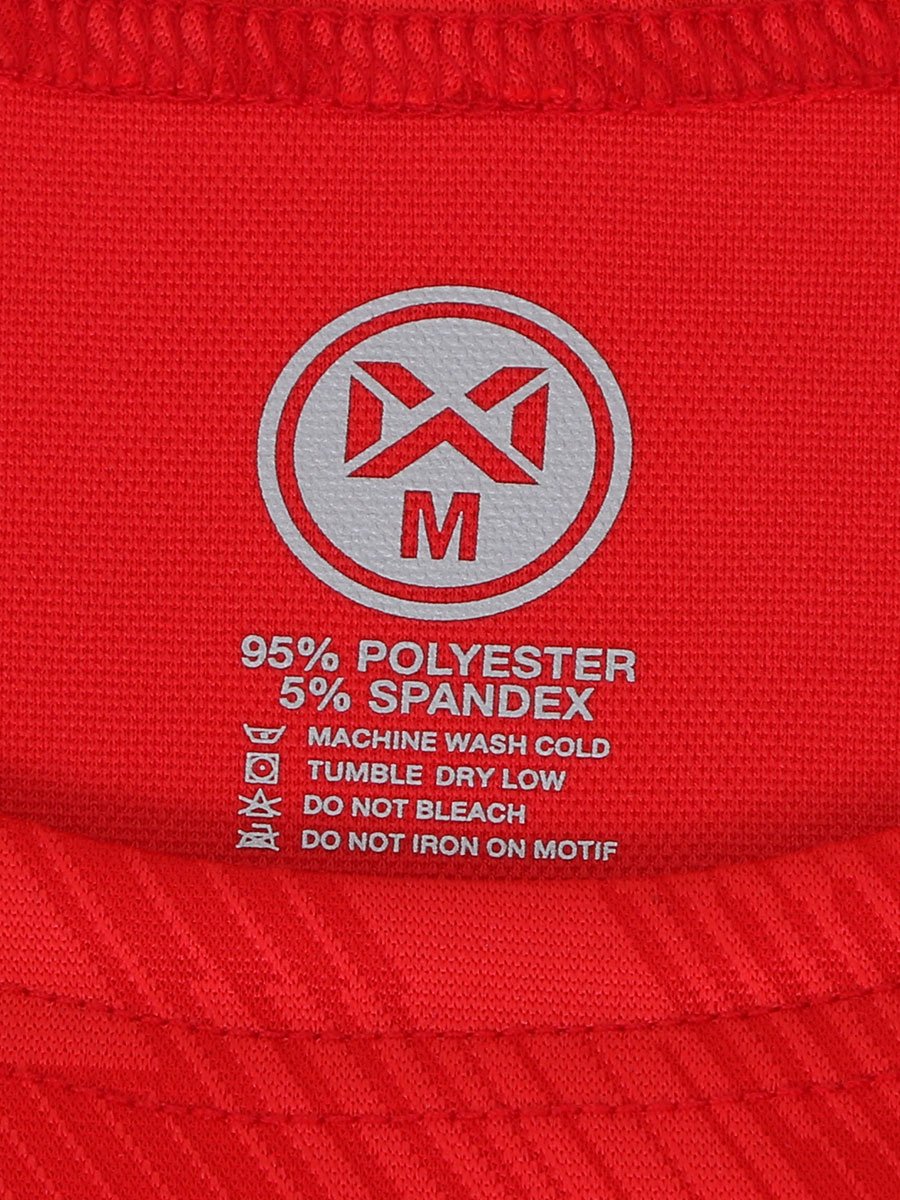 M
95% POLYESTER
5% SPANDEX
MACHINE WASH COLD
TUMBLE DRY LOW
DO NOT BLEACH
DO NOT IRON ON MOTIF